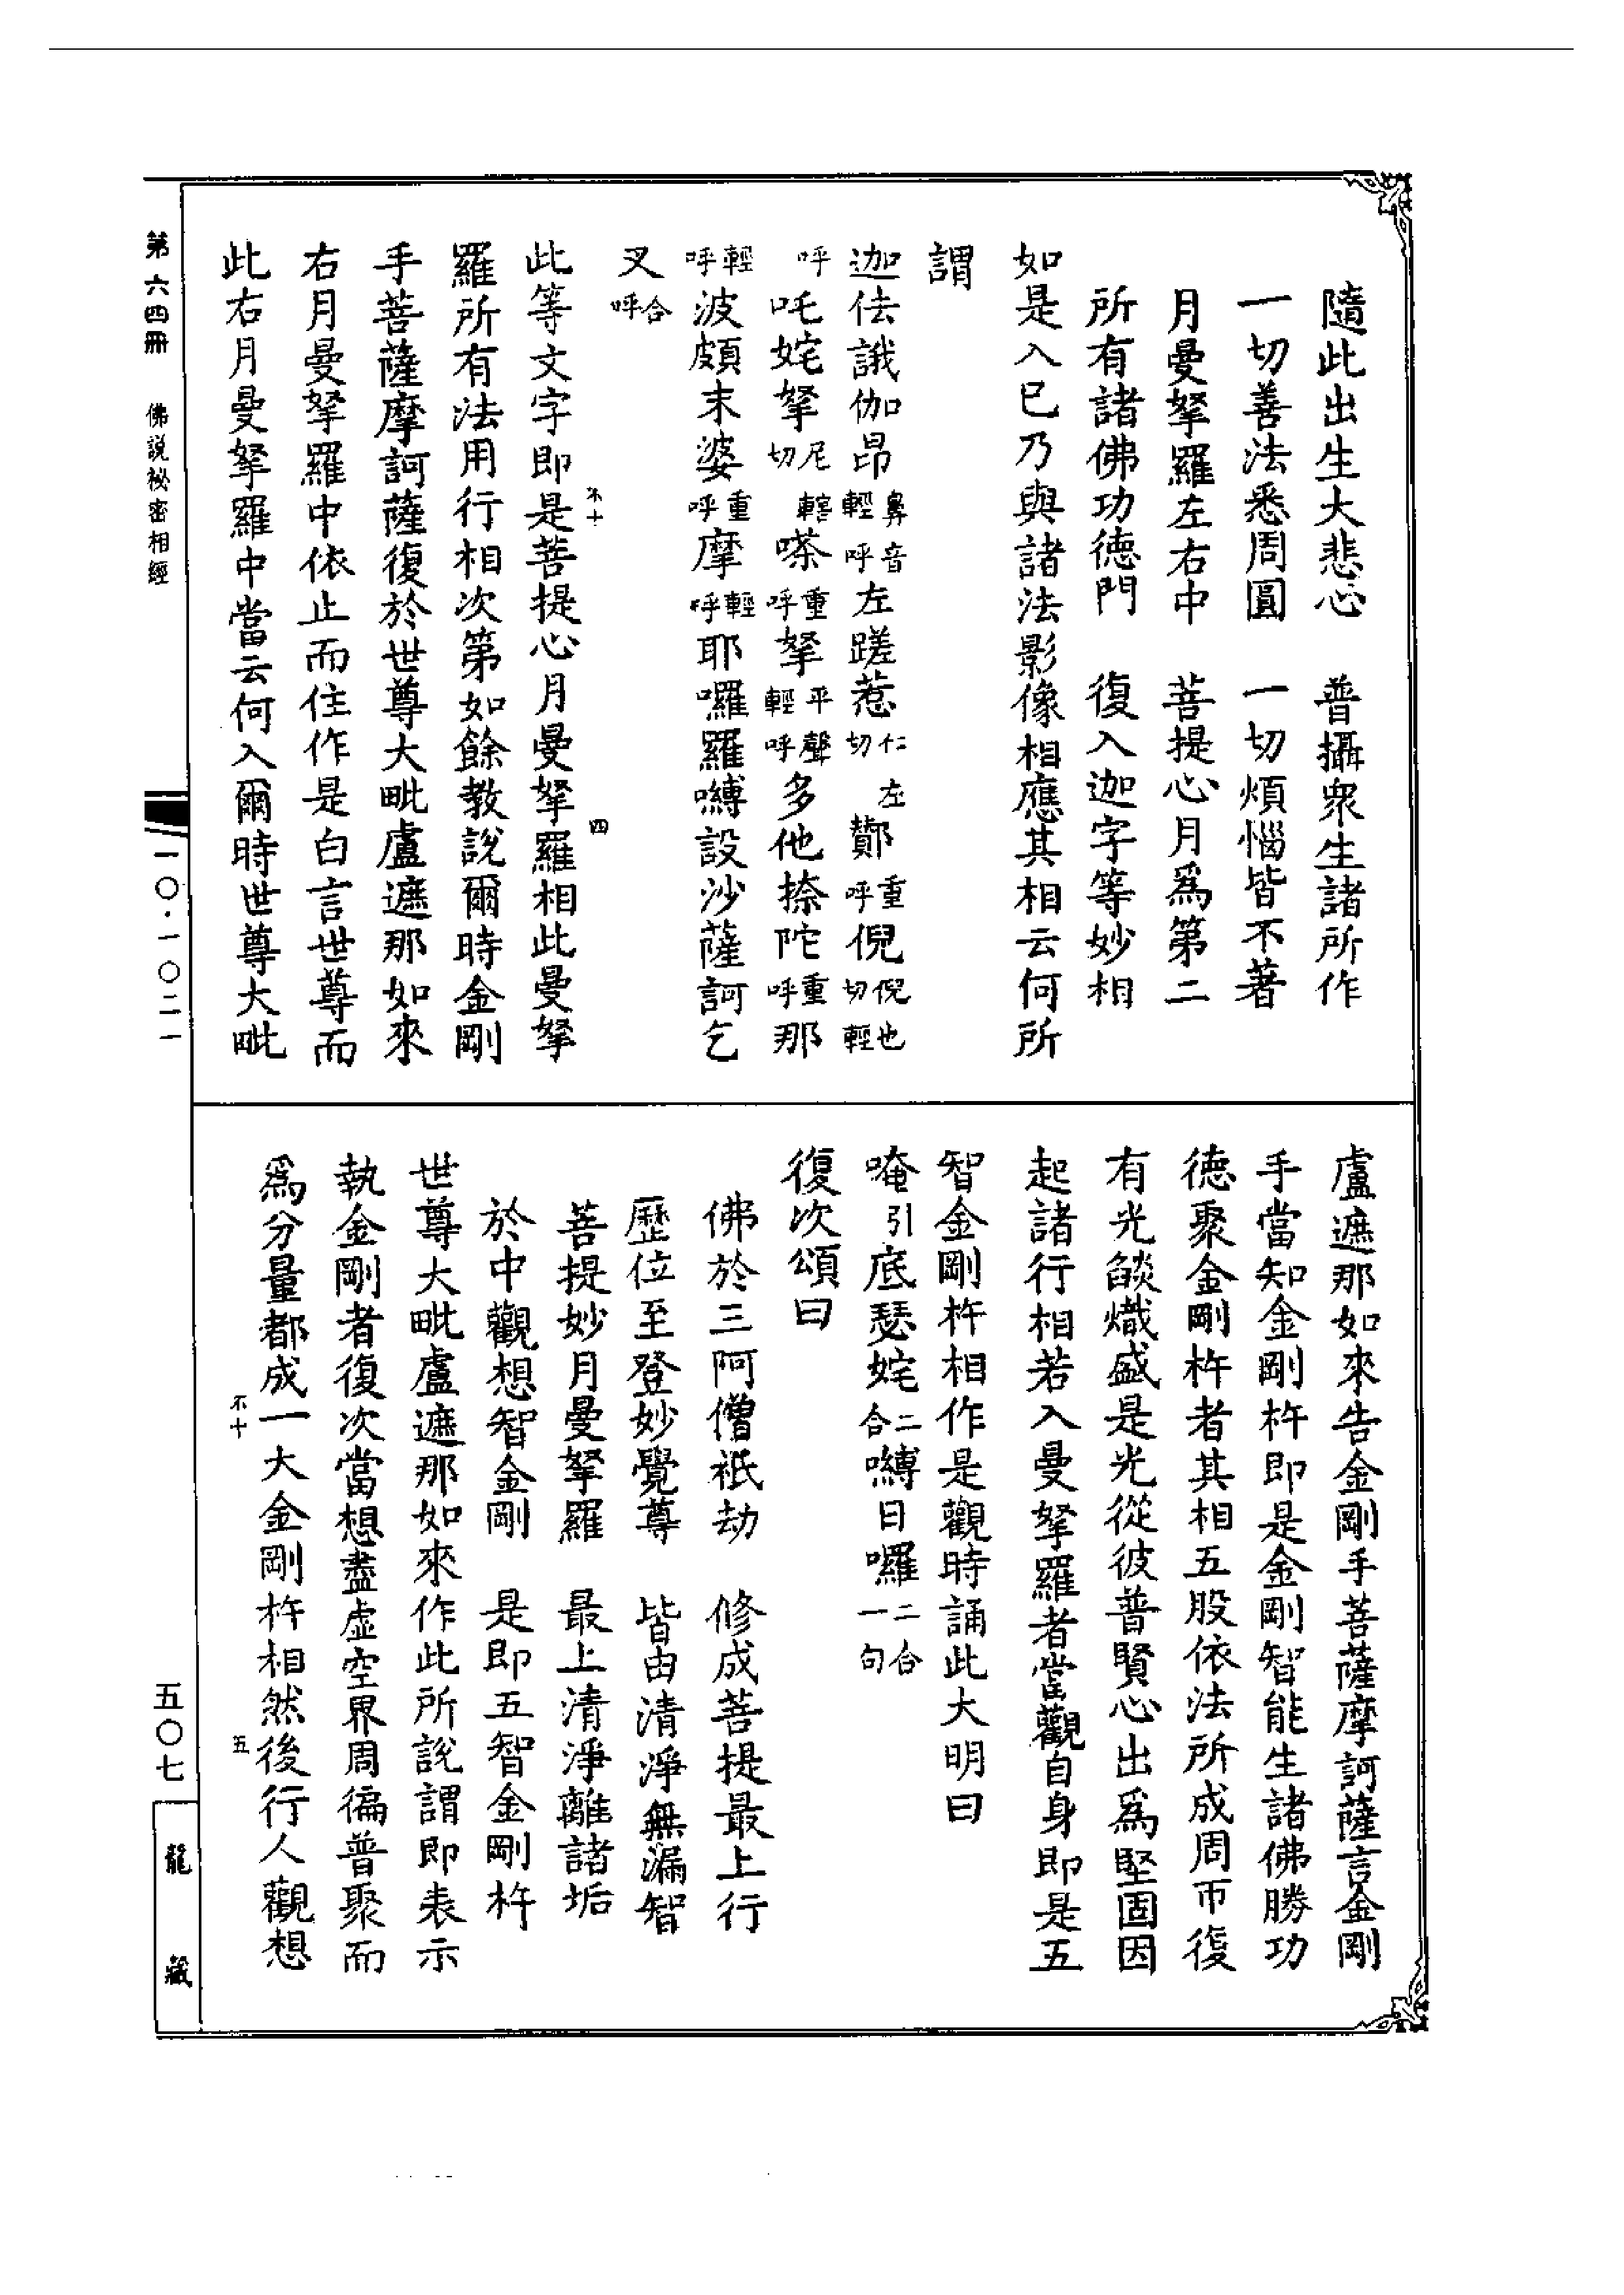 隨此出生大悲心　普攝衆生諸所作
一切善法悉周圓　一切煩惱皆不著
月曼拏羅左右中　菩提心月爲第二
所有諸佛功德門　復入迦字等妙相
如是入已乃與諸法影像相應其相云何所
謂
迦佉誐伽昂鼻音輕呼左蹉惹仁左切鄼重呼倪倪也切輕
呼吒姹拏尼轄切嗏重呼拏平聲輕呼多他捺陀重呼那
輕呼波頗末婆重呼摩輕呼耶囉羅嚩設沙薩訶乞
叉合呼
此等文字即是菩提心月曼拏羅相此曼拏
羅所有法用行相次第如餘教說爾時金剛
手菩薩摩訶薩復於世尊大毗盧遮那如來
右月曼拏羅中依止而住作是白言世尊而
此右月曼拏羅中當云何入爾時世尊大毗
不十　四
盧遮那如來告金剛手菩薩摩訶薩言金剛
手當知金剛杵即是金剛智能生諸佛勝功
德聚金剛杵者其相五股依法所成周帀復
有光燄熾盛是光從彼普賢心出爲堅固因
起諸行相若入曼拏羅者當觀自身即是五
智金剛杵相作是觀時誦此大明曰
唵引底瑟姹二合嚩日囉二合一句
復次頌曰
佛於三阿僧祇劫　修成菩提最上行
歷位至登妙覺尊　皆由清淨無漏智
菩提妙月曼拏羅　最上清淨離諸垢
於中觀想智金剛　是即五智金剛杵
世尊大毗盧遮那如來作此所說謂即表示
執金剛者復次當想盡虛空界周徧普聚而
爲分量都成一大金剛杵相然後行人觀想
不十　五
第六四冊　佛說祕密相經
一〇·一〇二一
五〇七
龍藏